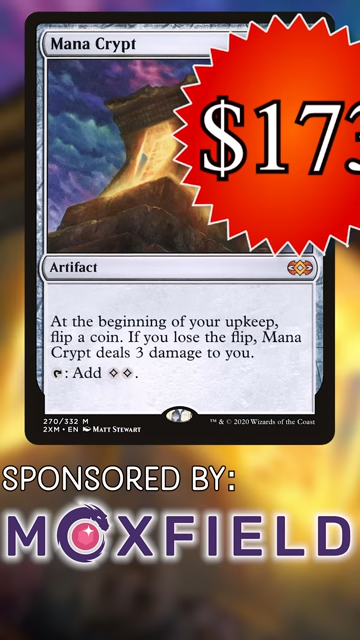 Mana Crypt
$173
Artifact
At the beginning of your upkeep,
flip a coin. If you lose the flip, Mana
Crypt deals 3 damage to you.
: Add .
270/332 M
2XM • EN Matt Stewart
™ & © 2020 Wizards of the Coast
SPONSORED BY:
MOXFIELD